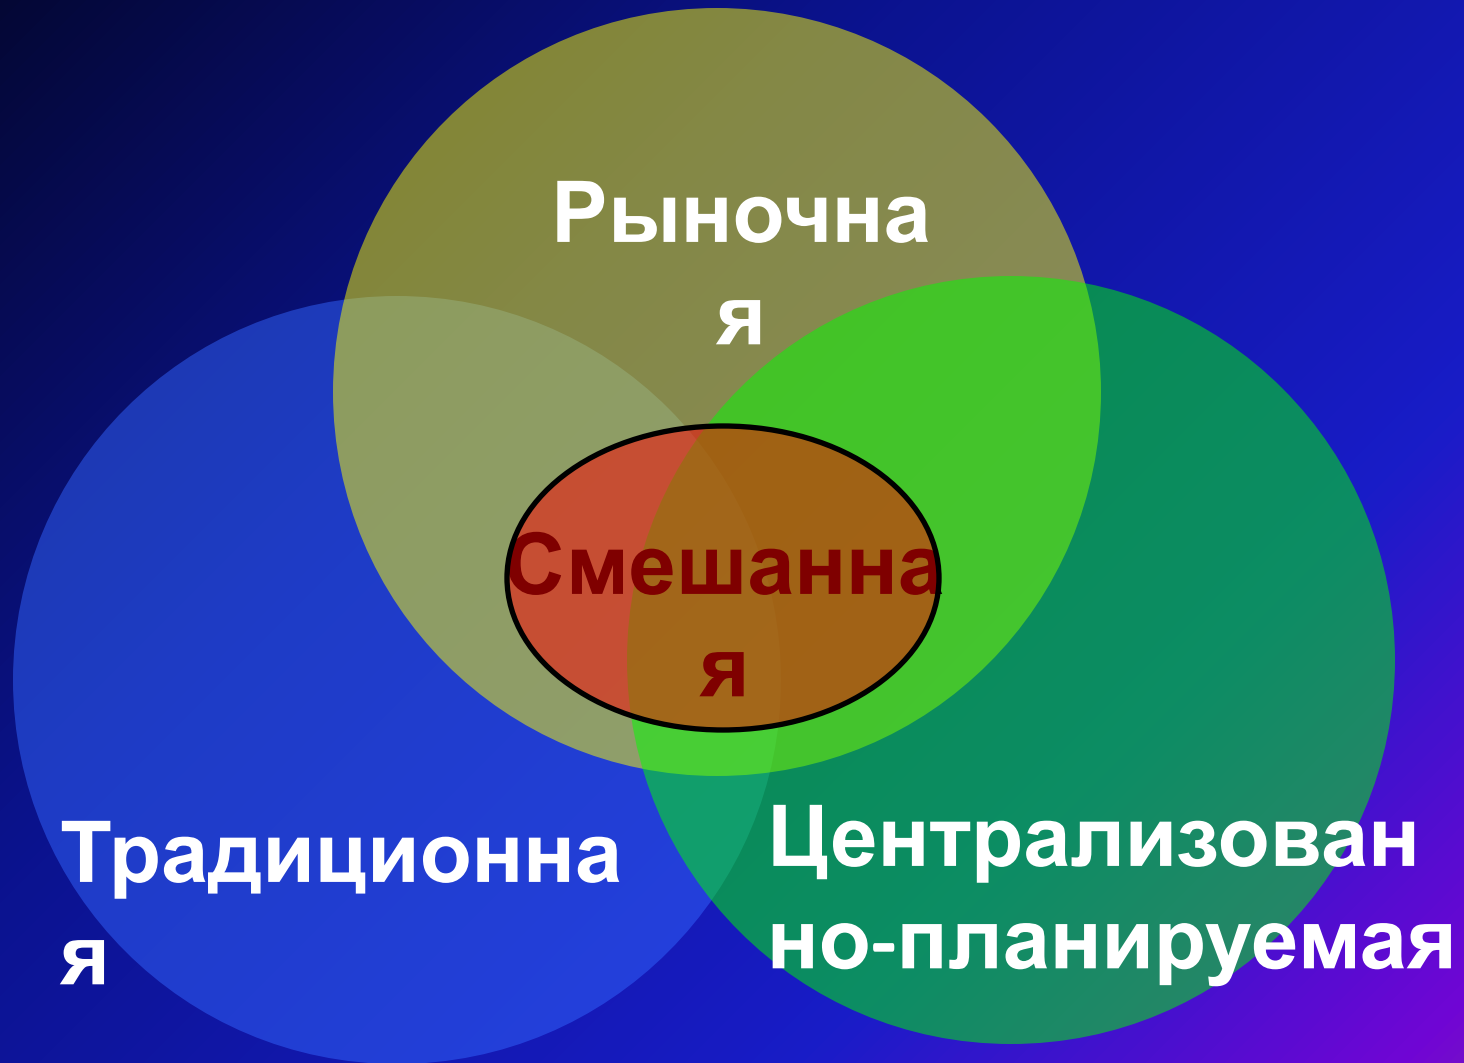 Рыночна
я
Смешанна
я
Традиционна
я
Централизован
но-планируемая